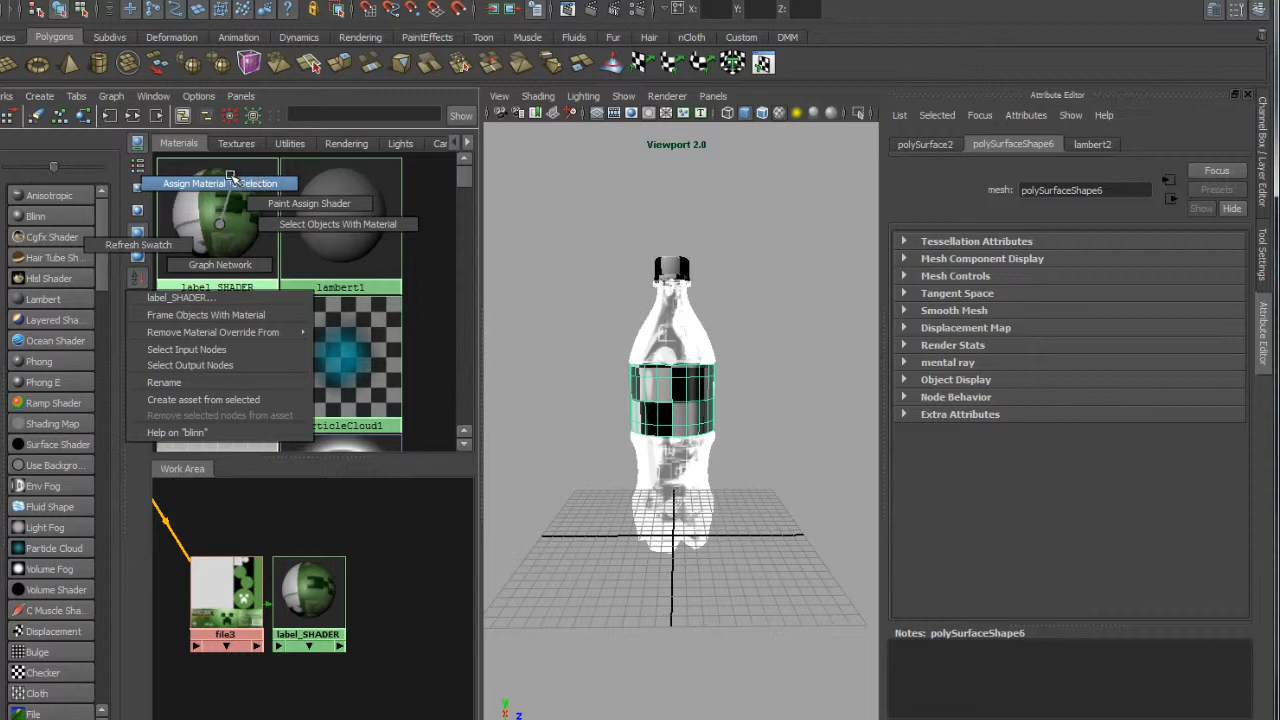 X:
Y:
Z:
Polygons
Subdivs
Deformation
Animation
Dynamics
Rendering
PaintEffects
Toon
Muscle
Fluids
Fur
Hair
nCloth
Custom
DMM
Create
Tabs
Graph
Window
Options
Panels
Show
Materials
Textures
Utilities
Rendering
Lights
Assign Material To Selection
Paint Assign Shader
Select Objects With Material
Refresh Swatch
Graph Network
label_SHADER
lambert1
label_SHADER...
Frame Objects With Material
Remove Material Override From
Select Input Nodes
Select Output Nodes
Rename
Create asset from selected
Remove selected nodes from asset
Help on "blinn"
Anisotropic
Blinn
Cgfx Shader
Hair Tube Sh...
Hlsl Shader
Lambert
Layered Sha...
Ocean Shader
Phong
Phong E
Ramp Shader
Shading Map
Surface Shader
Use Backgro...
Env Fog
Fluid Shape
Light Fog
Particle Cloud
Volume Fog
Volume Shader
C Muscle Sha...
Displacement
Bulge
Checker
Cloth
File
Work Area
file3
label_SHADER
View
Shading
Lighting
Show
Renderer
Panels
Viewport 2.0
y
x
z
Attribute Editor
List
Selected
Focus
Attributes
Show
Help
polySurface2
polySurfaceShape6
lambert2
mesh:
polySurfaceShape6
Focus
Presets
Show
Hide
Tessellation Attributes
Mesh Component Display
Mesh Controls
Tangent Space
Smooth Mesh
Displacement Map
Render Stats
mental ray
Object Display
Node Behavior
Extra Attributes
Notes: polySurfaceShape6
Channel Box / Layer Editor
Tool Settings
Attribute Editor